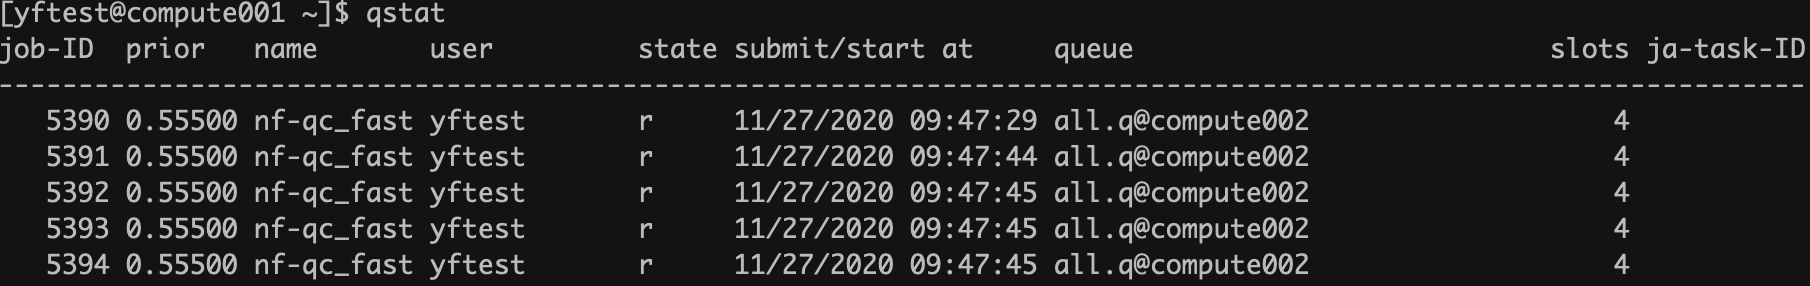 [yftest@compute001 ~]$ qstat
job-ID  prior   name       user         state submit/start at     queue                          slots ja-task-ID
-----------------------------------------------------------------------------------------------------------------
   5390 0.55500 nf-qc_fast yftest       r     11/27/2020 09:47:29 all.q@compute002                   4
   5391 0.55500 nf-qc_fast yftest       r     11/27/2020 09:47:44 all.q@compute002                   4
   5392 0.55500 nf-qc_fast yftest       r     11/27/2020 09:47:45 all.q@compute002                   4
   5393 0.55500 nf-qc_fast yftest       r     11/27/2020 09:47:45 all.q@compute002                   4
   5394 0.55500 nf-qc_fast yftest       r     11/27/2020 09:47:45 all.q@compute002                   4